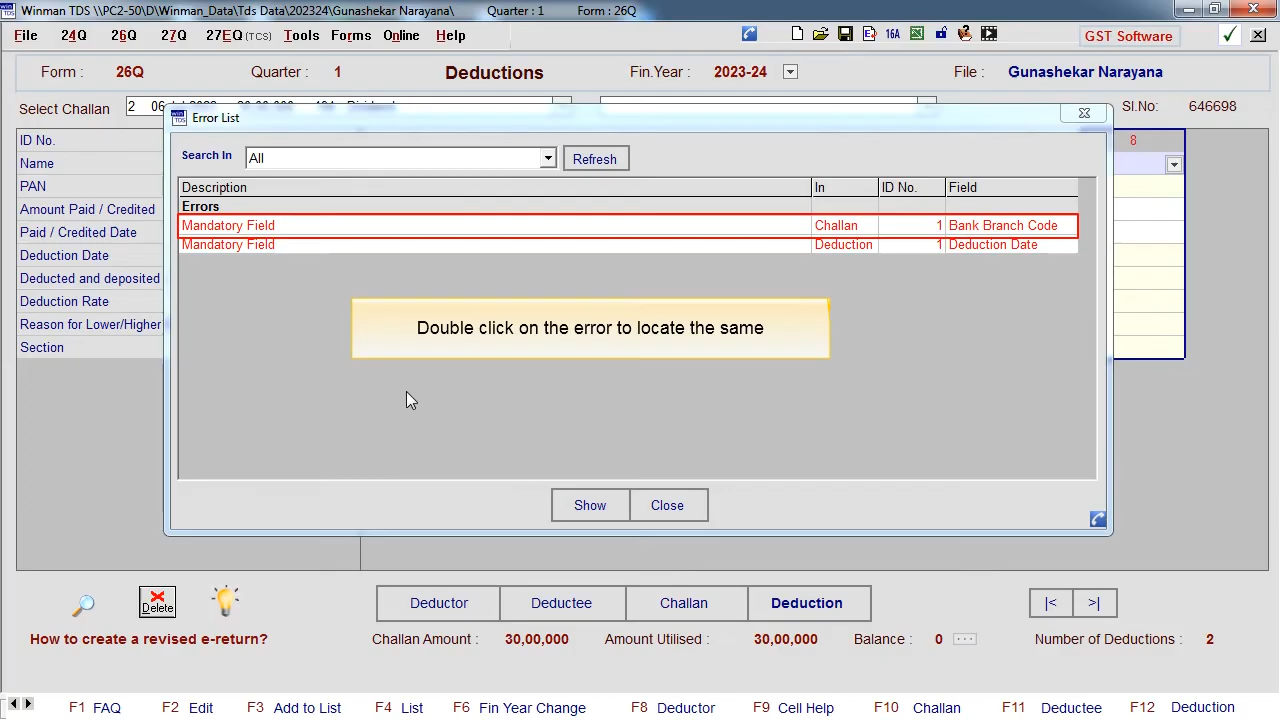 Winman TDS \\PC2-50\D\Winman_Data\Tds Data\202324\Gunashekar Narayana\ Quarter : 1 Form : 26Q
File 24Q 26Q 27Q 27EQ(TCS) Tools Forms Online Help 16A GST Software
Form : 26Q Quarter : 1 Deductions Fin.Year : 2023-24 File : Gunashekar Narayana
Select Challan 2 Sl.No: 646698
Error List
ID No. 8
Name
PAN
Amount Paid / Credited
Paid / Credited Date
Deduction Date
Deducted and deposited
Deduction Rate
Reason for Lower/Higher
Section
Search In All Refresh
Description In ID No. Field
Errors
Mandatory Field Challan 1 Bank Branch Code
Mandatory Field Deduction 1 Deduction Date
Double click on the error to locate the same
Show Close
Delete Deductor Deductee Challan Deduction |< >|
How to create a revised e-return? Challan Amount : 30,00,000 Amount Utilised : 30,00,000 Balance : 0 ... Number of Deductions : 2
F1 FAQ F2 Edit F3 Add to List F4 List F6 Fin Year Change F8 Deductor F9 Cell Help F10 Challan F11 Deductee F12 Deduction